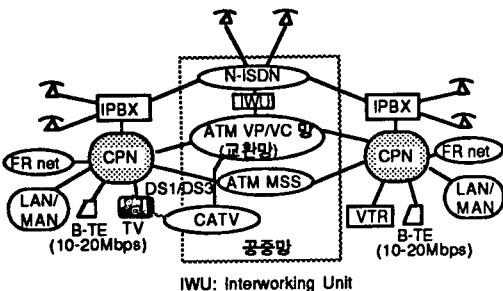 N-ISDN
IWU
IPBX
IPBX
ATM VP/VC 망
(교환망)
FR net
CPN
CPN
FR net
DS1/DS3
ATM MSS
LAN/
MAN
B-TE
(10-20Mbps)
TV
CATV
VTR
B-TE
(10-20Mbps)
LAN/
MAN
공중망
IWU: Interworking Unit